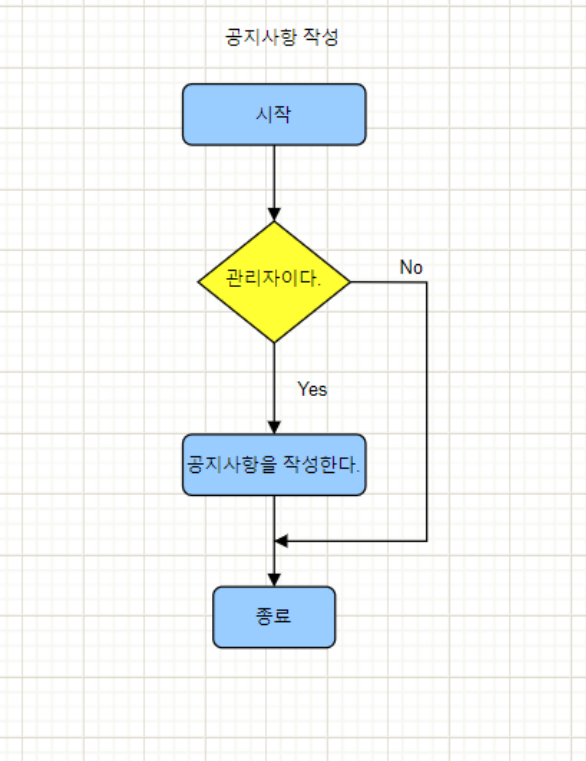 공지사항 작성
시작
관리자이다.
No
Yes
공지사항을 작성한다.
종료